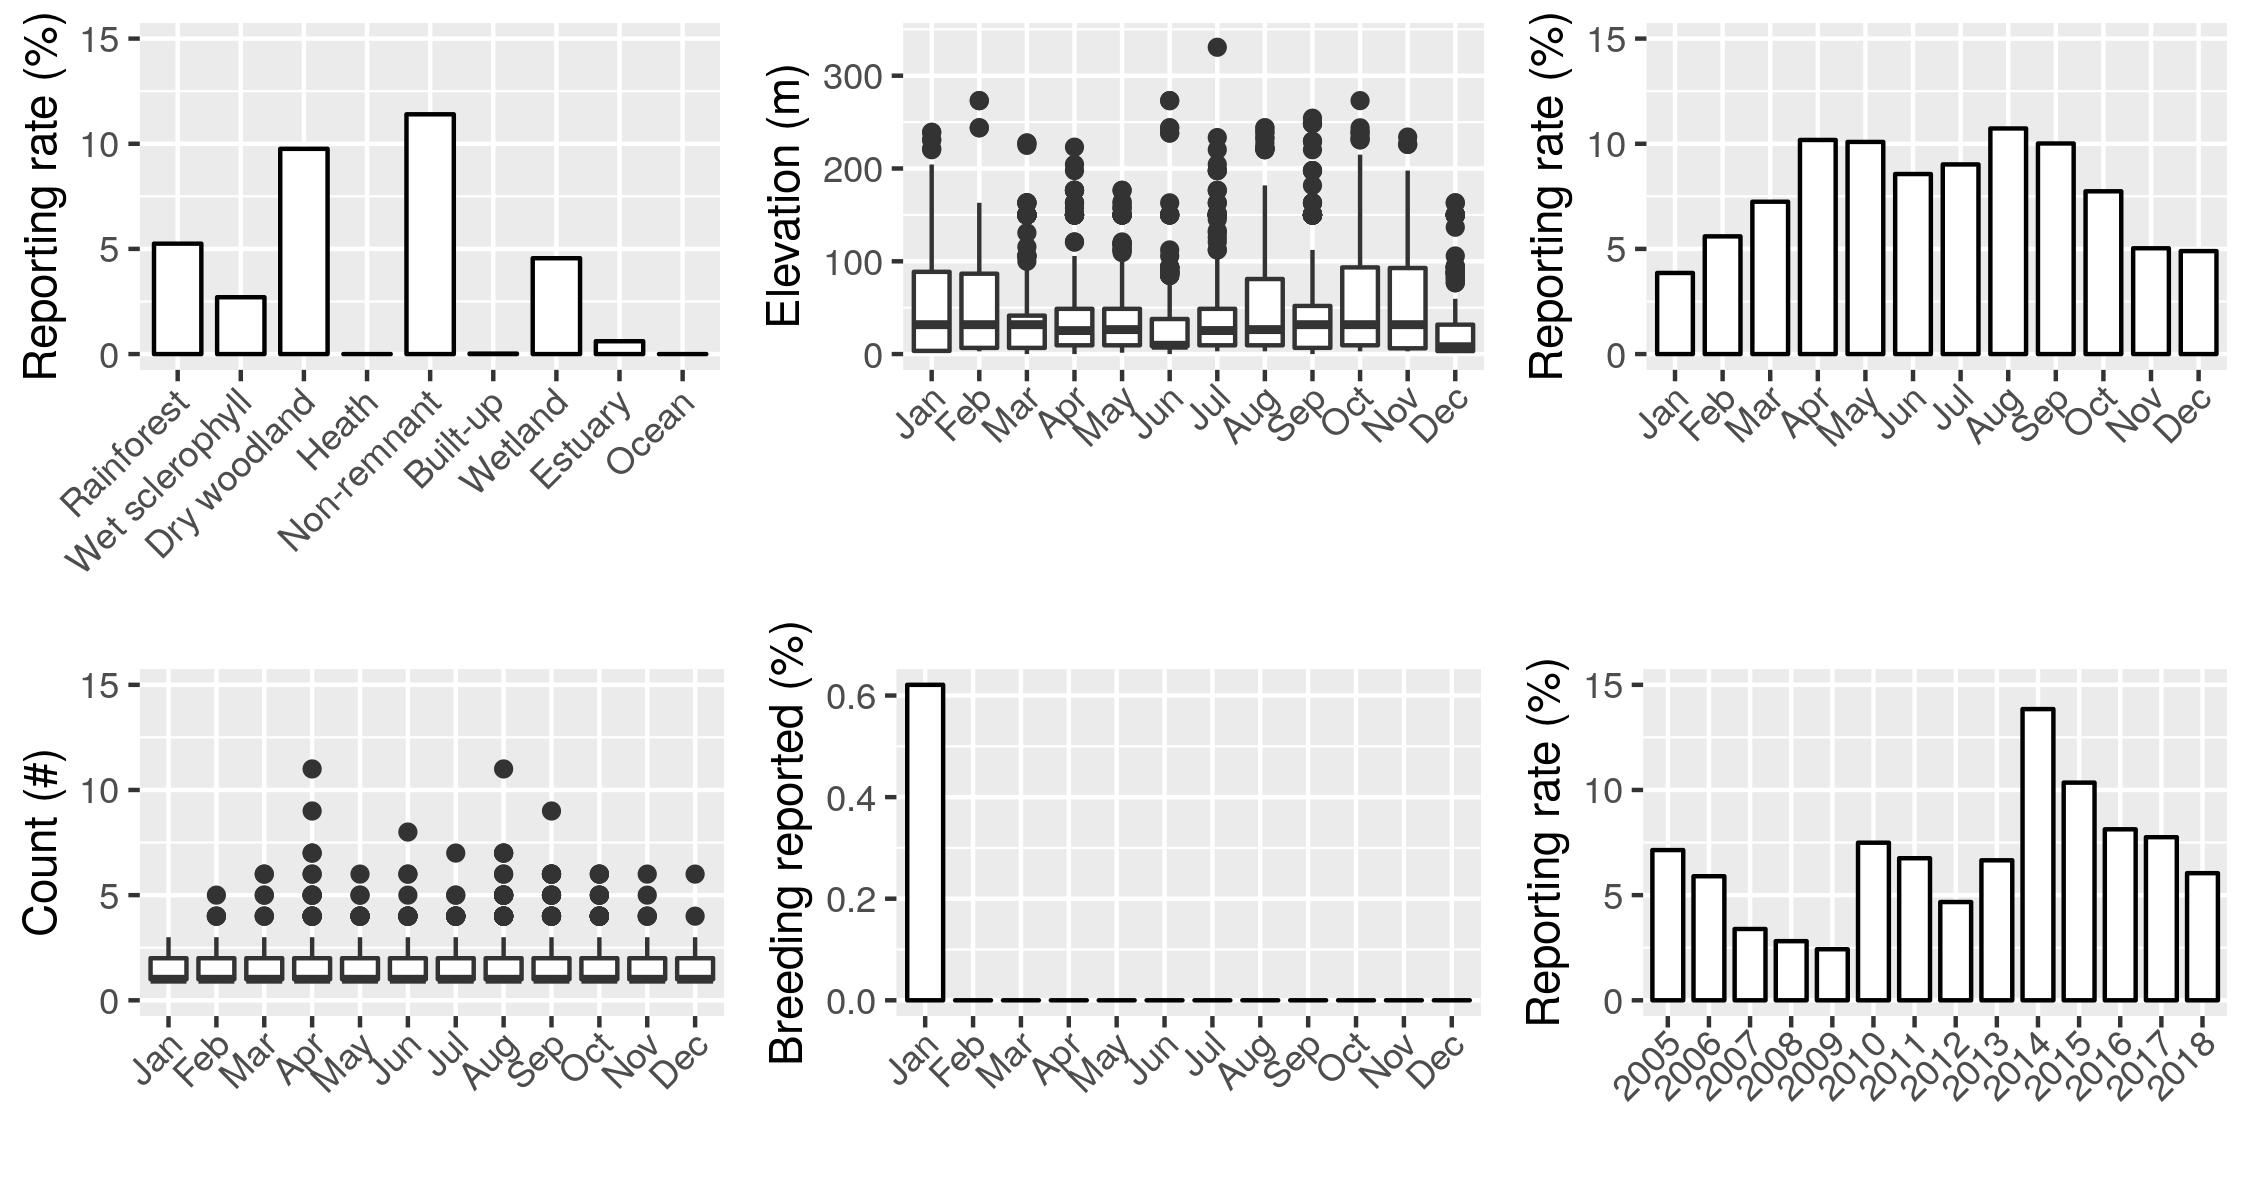 Reporting rate (%)
15
10
5
0
Rainforest
Wet sclerophyll
Dry woodland
Heath
Non-remnant
Built-up
Wetland
Estuary
Ocean
Elevation (m)
300
200
100
0
Jan
Feb
Mar
Apr
May
Jun
Jul
Aug
Sep
Oct
Nov
Dec
Reporting rate (%)
15
10
5
0
Jan
Feb
Mar
Apr
May
Jun
Jul
Aug
Sep
Oct
Nov
Dec
Count (#)
15
10
5
0
Jan
Feb
Mar
Apr
May
Jun
Jul
Aug
Sep
Oct
Nov
Dec
Breeding reported (%)
0.6
0.4
0.2
0.0
Jan
Feb
Mar
Apr
May
Jun
Jul
Aug
Sep
Oct
Nov
Dec
Reporting rate (%)
15
10
5
0
2005
2006
2007
2008
2009
2010
2011
2012
2013
2014
2015
2016
2017
2018